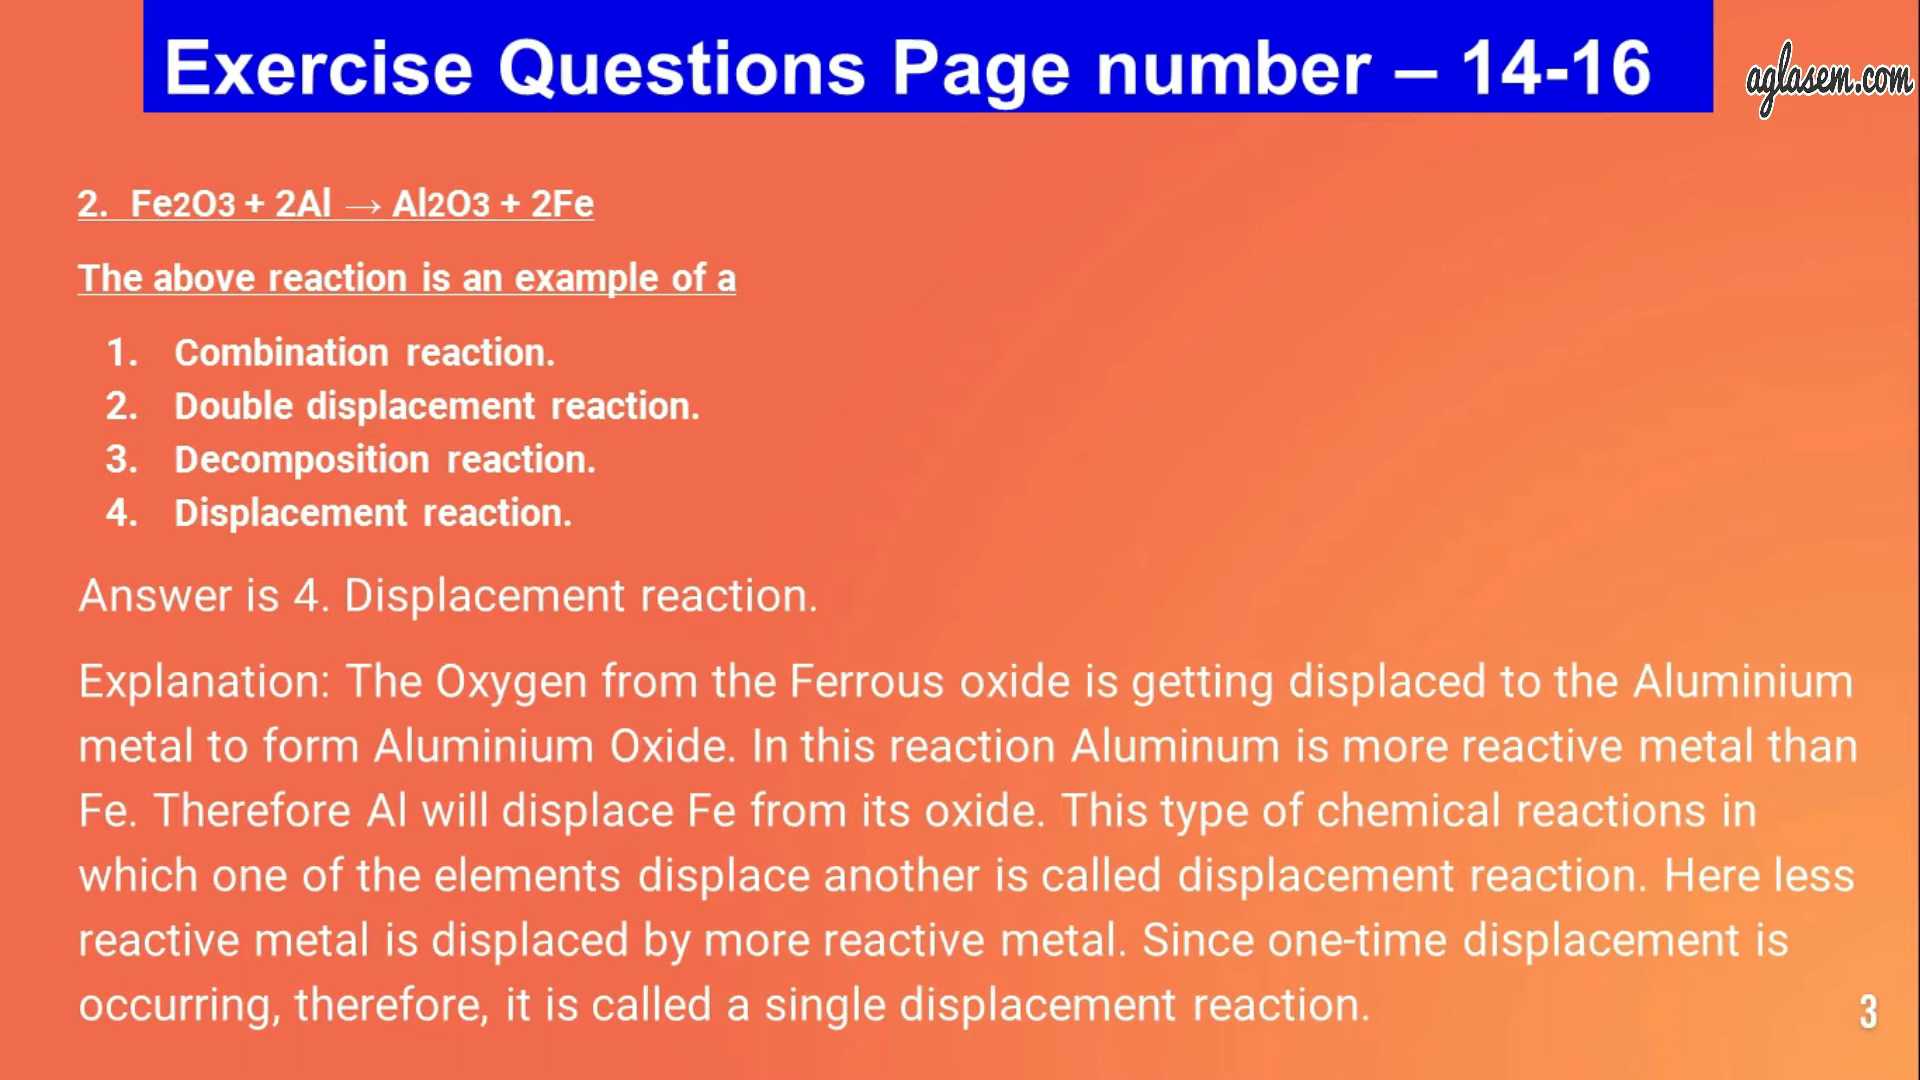 Exercise Questions Page number – 14-16
aglasem.com
2. Fe2O3 + 2Al → Al2O3 + 2Fe
The above reaction is an example of a
1. Combination reaction.
2. Double displacement reaction.
3. Decomposition reaction.
4. Displacement reaction.
Answer is 4. Displacement reaction.
Explanation: The Oxygen from the Ferrous oxide is getting displaced to the Aluminium
metal to form Aluminium Oxide. In this reaction Aluminum is more reactive metal than
Fe. Therefore Al will displace Fe from its oxide. This type of chemical reactions in
which one of the elements displace another is called displacement reaction. Here less
reactive metal is displaced by more reactive metal. Since one-time displacement is
occurring, therefore, it is called a single displacement reaction.
3